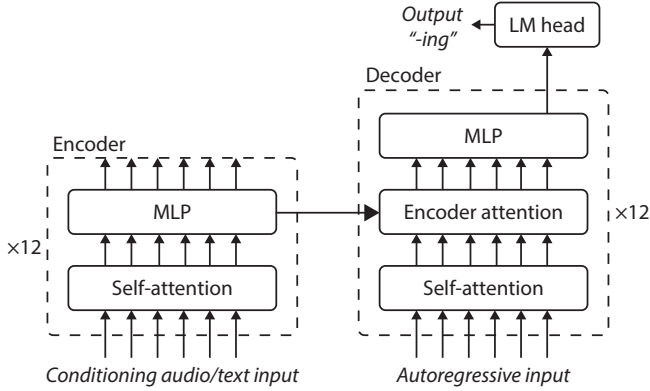 Output
"-ing"
LM head
Decoder
MLP
Encoder
MLP
Encoder attention
×12
×12
Self-attention
Self-attention
Conditioning audio/text input
Autoregressive input